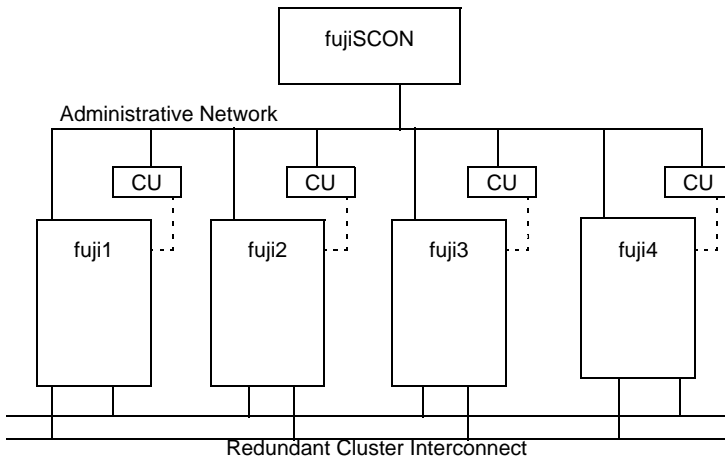 fujiSCON
Administrative Network
CU CU CU CU
fuji1 fuji2 fuji3 fuji4
Redundant Cluster Interconnect